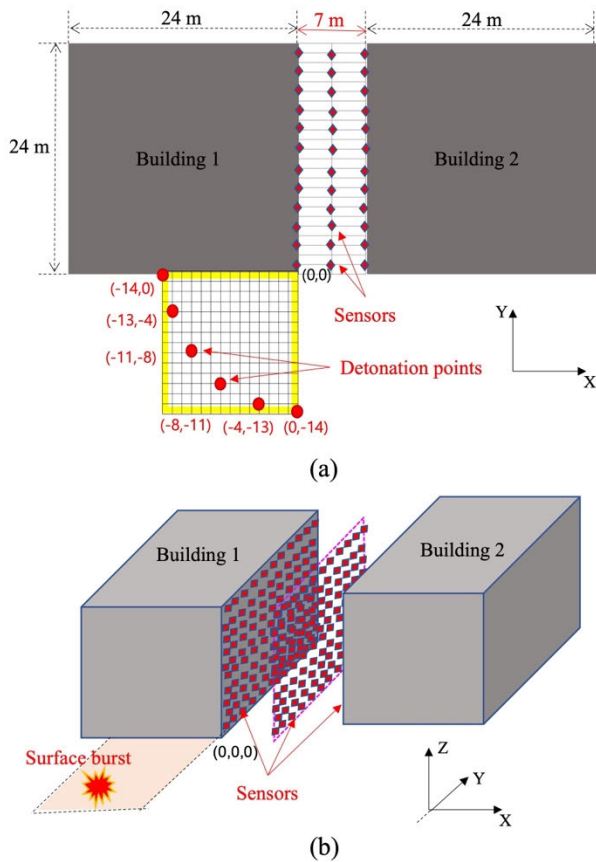 24 m
7 m
24 m
24 m
Building 1
Building 2
(0,0)
(-14,0)
Sensors
(-13,-4)
Y
(-11,-8)
Detonation points
X
(-8,-11)
(-4,-13)
(0,-14)
(a)
Building 1
Building 2
(0,0,0)
Surface burst
Sensors
Z
Y
X
(b)